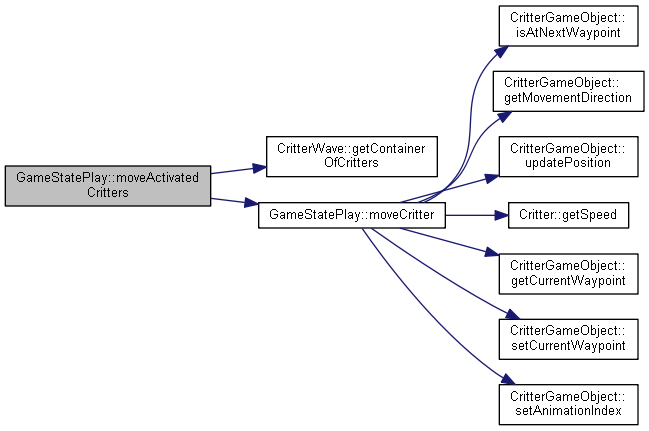 GameStatePlay::moveActivated
Critters
CritterWave::getContainer
OfCritters
GameStatePlay::moveCritter
CritterGameObject::
isAtNextWaypoint
CritterGameObject::
getMovementDirection
CritterGameObject::
updatePosition
Critter::getSpeed
CritterGameObject::
getCurrentWaypoint
CritterGameObject::
setCurrentWaypoint
CritterGameObject::
setAnimationIndex